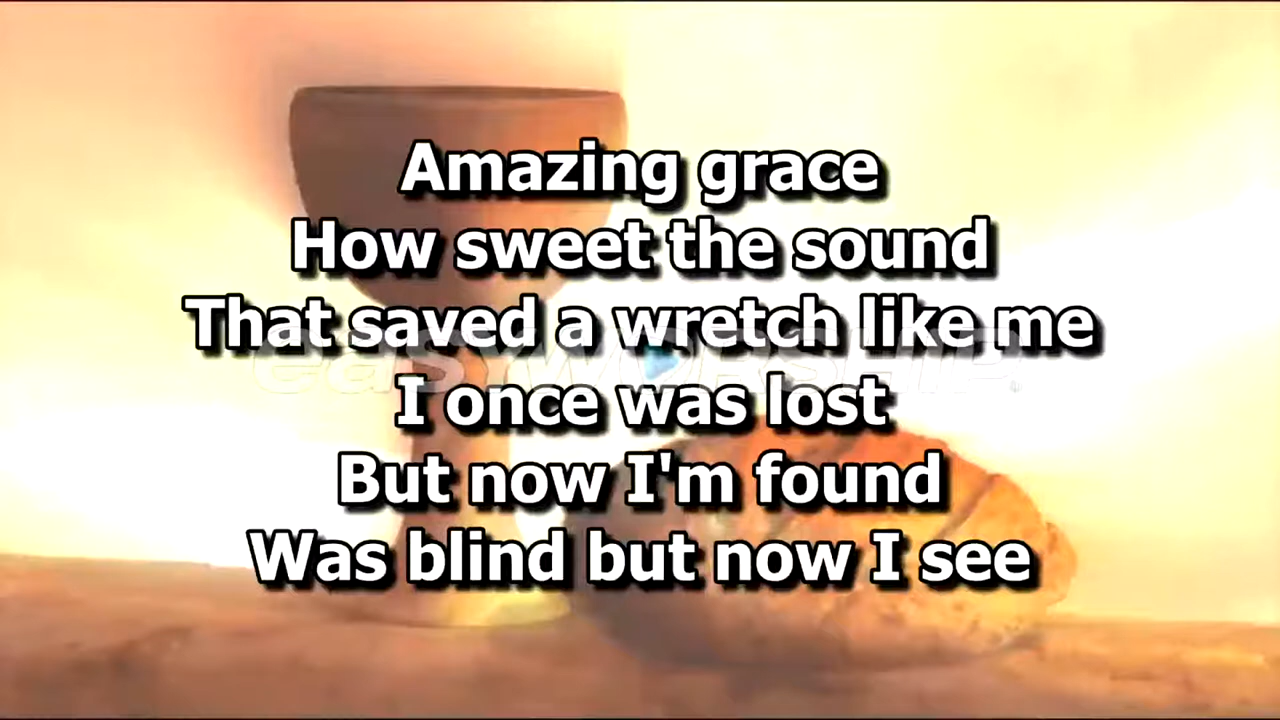 Amazing grace
How sweet the sound
That saved a wretch like me
easyWORSHIP
I once was lost
But now I'm found
Was blind but now I see